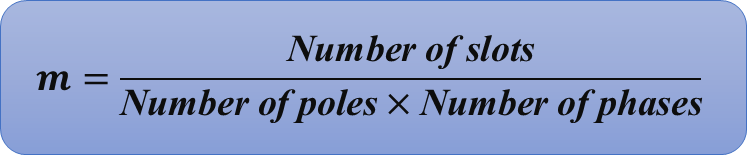 m = Number of slots / Number of poles × Number of phases